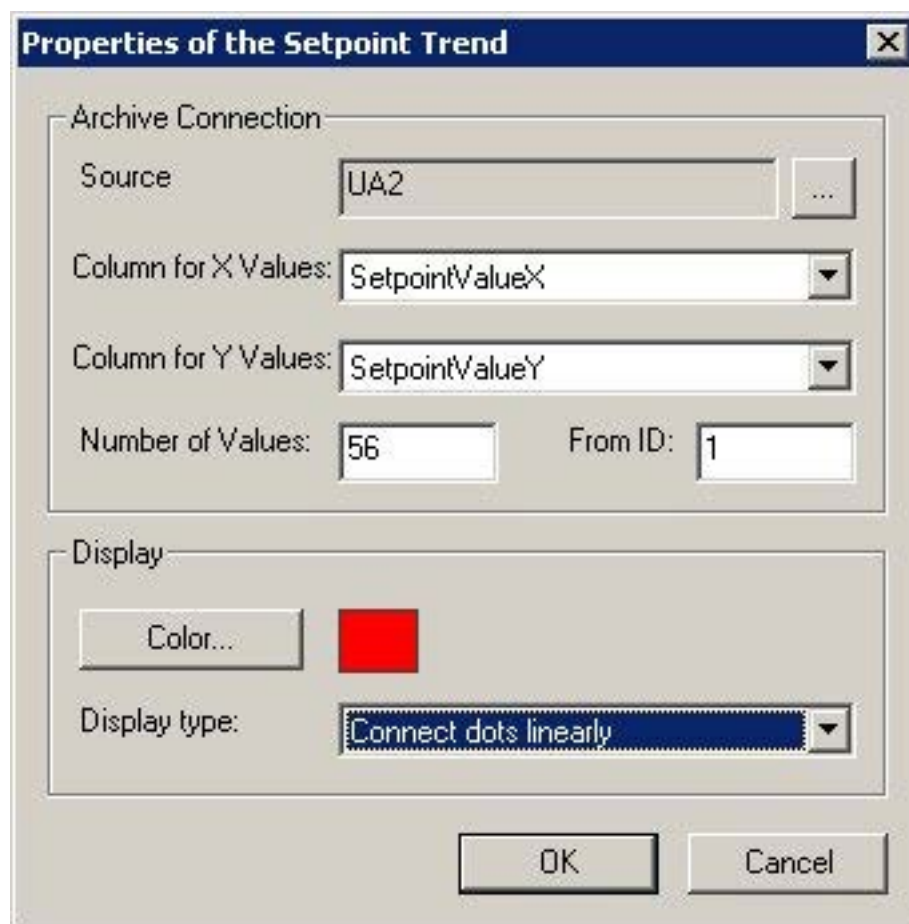 Properties of the Setpoint Trend
Archive Connection
Source UA2 ...
Column for X Values: SetpointValueX
Column for Y Values: SetpointValueY
Number of Values: 56 From ID: 1
Display
Color...
Display type: Connect dots linearly
OK Cancel